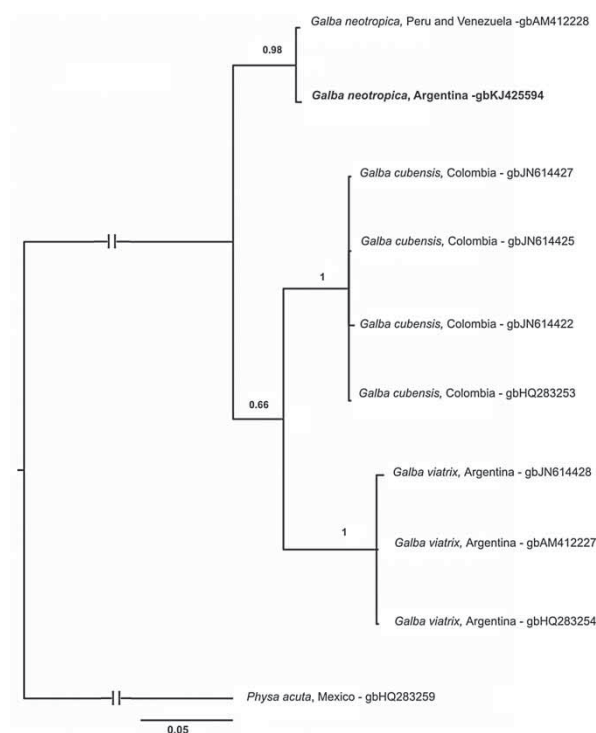 Galba neotropica, Peru and Venezuela -gbAM412228
0.98
Galba neotropica, Argentina -gbKJ425594
Galba cubensis, Colombia - gbJN614427
Galba cubensis, Colombia - gbJN614425
1
Galba cubensis, Colombia - gbJN614422
Galba cubensis, Colombia - gbHQ283253
0.66
Galba viatrix, Argentina - gbJN614428
1
Galba viatrix, Argentina - gbAM412227
Galba viatrix, Argentina - gbHQ283254
Physa acuta, Mexico - gbHQ283259
0.05